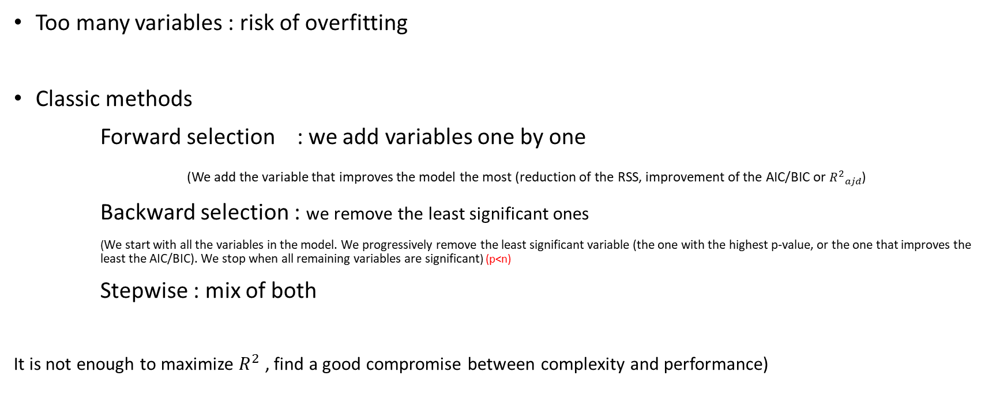 • Too many variables : risk of overfitting
• Classic methods
Forward selection : we add variables one by one
(We add the variable that improves the model the most (reduction of the RSS, improvement of the AIC/BIC or R²ₐⱼd)
Backward selection : we remove the least significant ones
(We start with all the variables in the model. We progressively remove the least significant variable (the one with the highest p-value, or the one that improves the
least the AIC/BIC). We stop when all remaining variables are significant) (p<n)
Stepwise : mix of both
It is not enough to maximize R² , find a good compromise between complexity and performance)